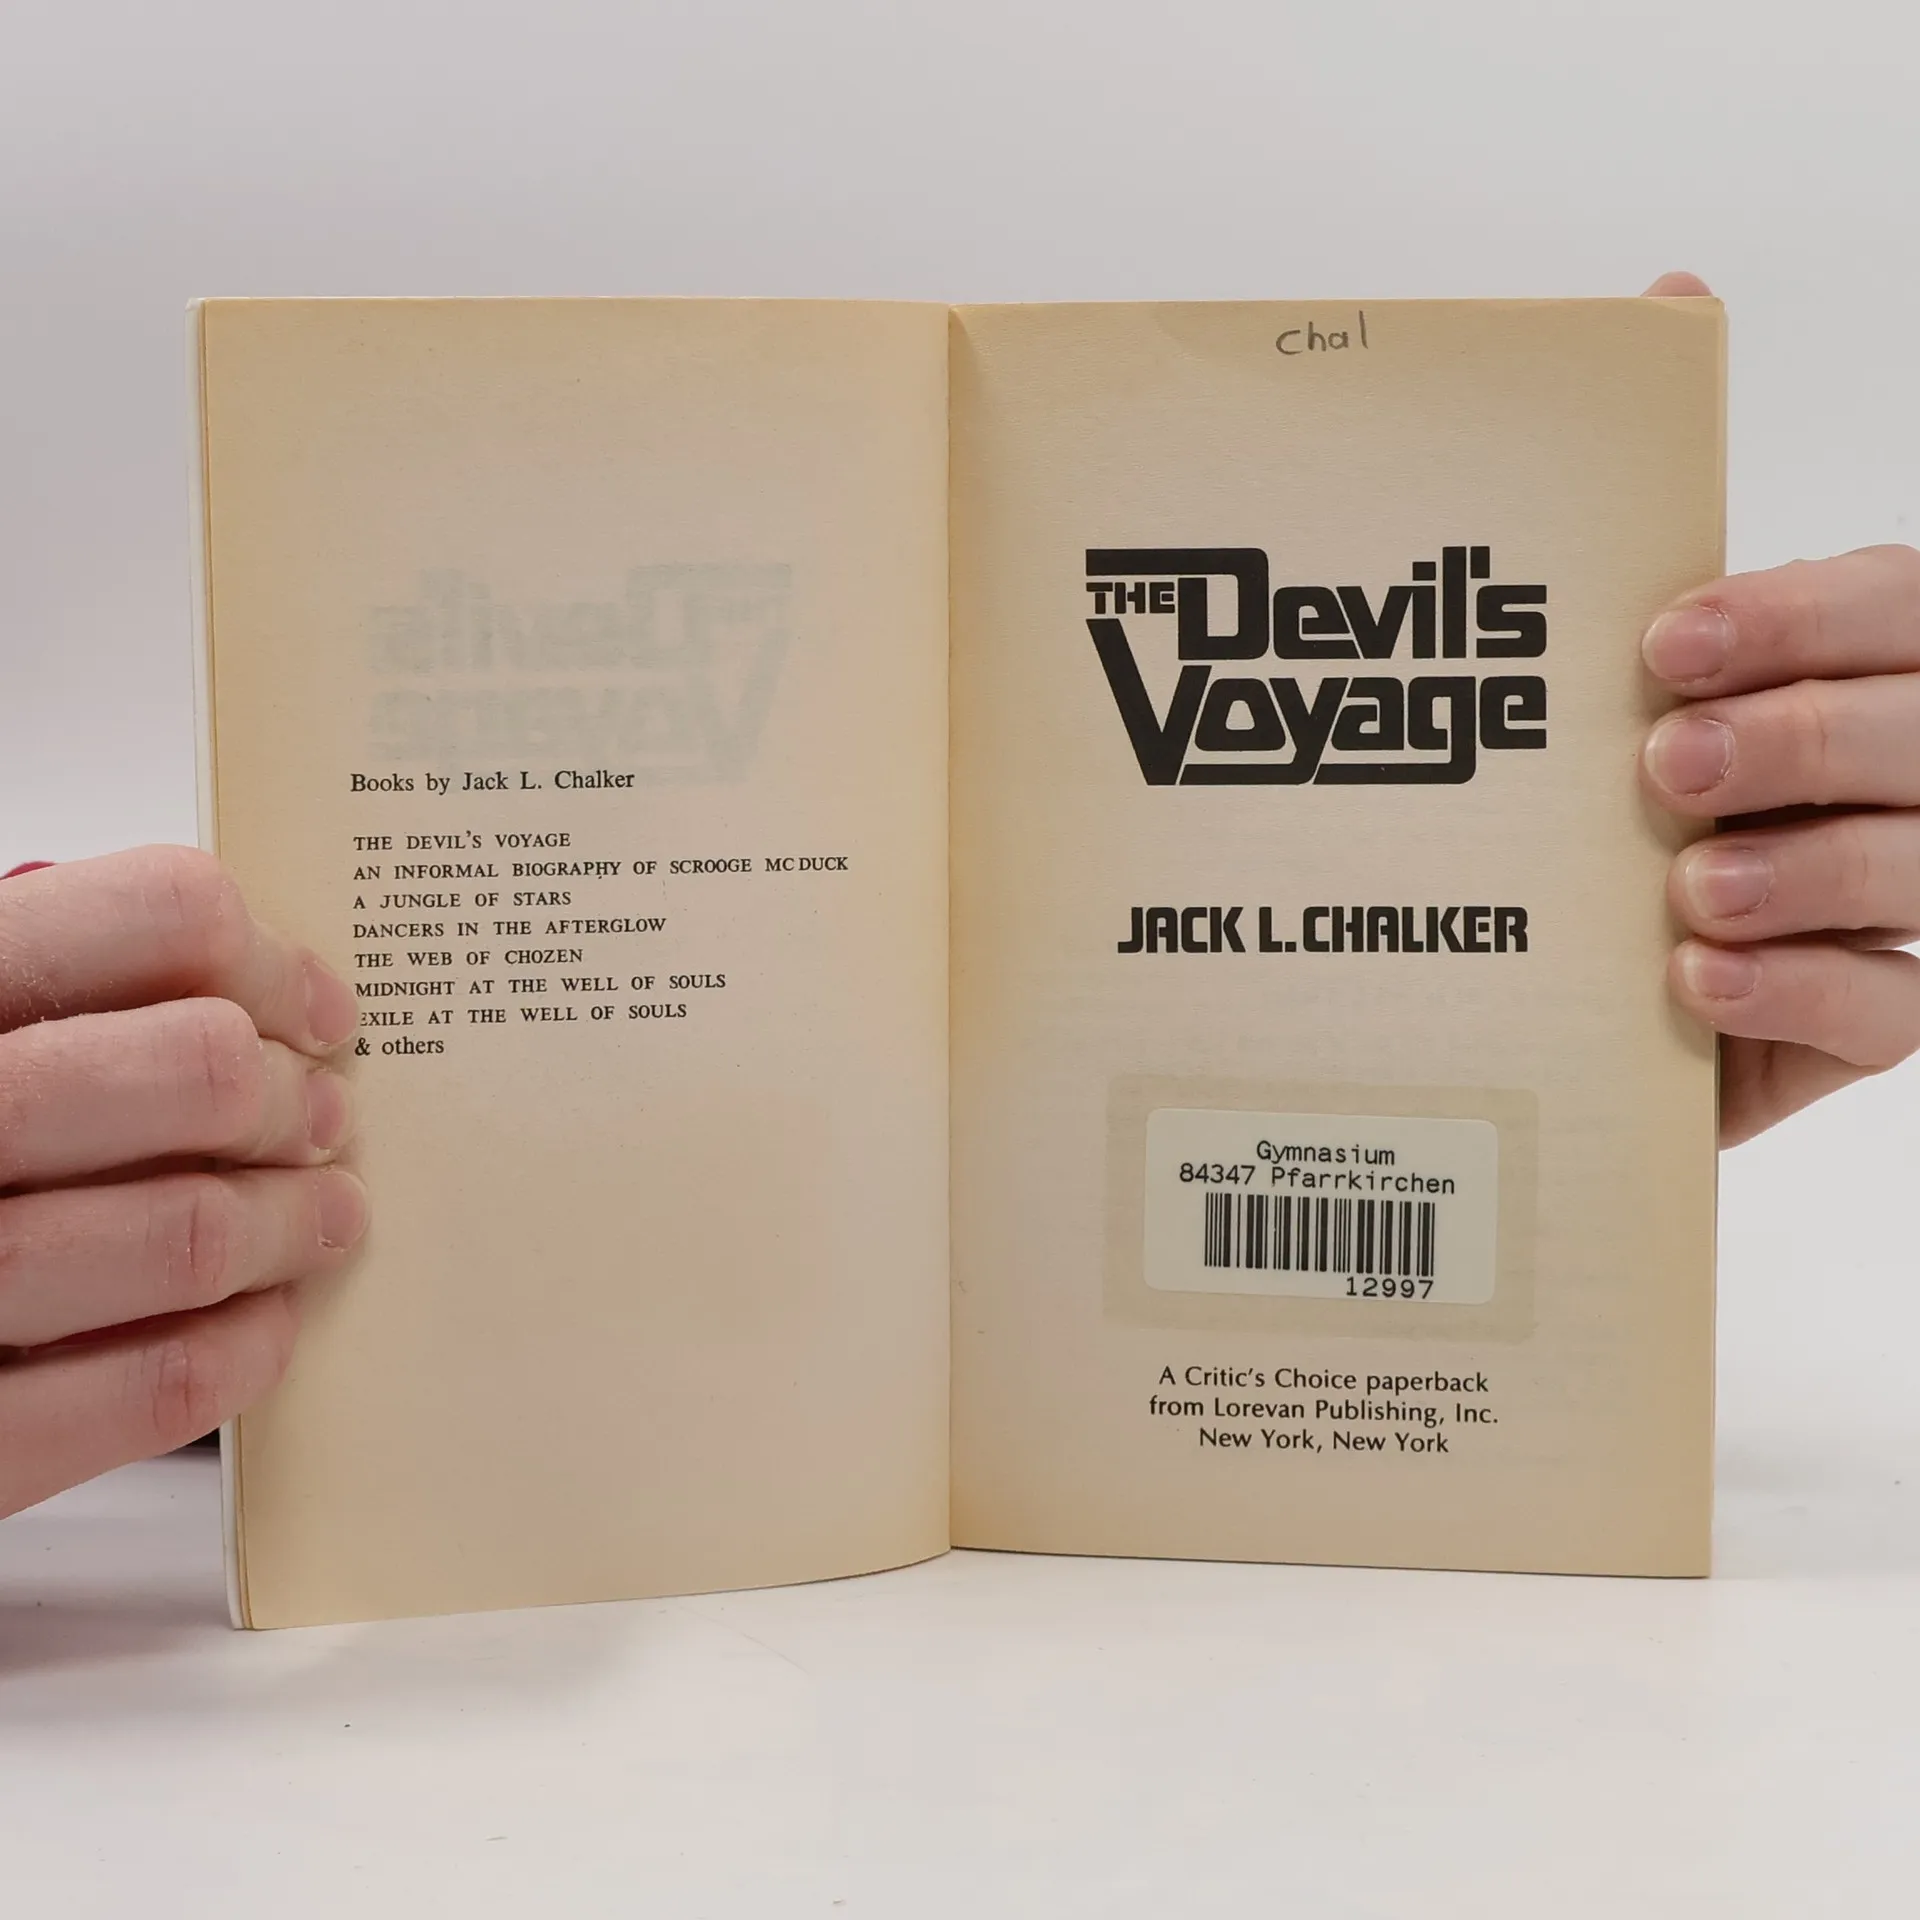 Books by Jack L. Chalker
THE DEVIL'S VOYAGE
AN INFORMAL BIOGRAPHY OF SCROOGE MC DUCK
A JUNGLE OF STARS
DANCERS IN THE AFTERGLOW
THE WEB OF CHOZEN
MIDNIGHT AT THE WELL OF SOULS
EXILE AT THE WELL OF SOULS
& others
chal
THE Devil's
Voyage
JACK L. CHALKER
Gymnasium
84347 Pfarrkirchen
12997
A Critic's Choice paperback
from Lorevan Publishing, Inc.
New York, New York